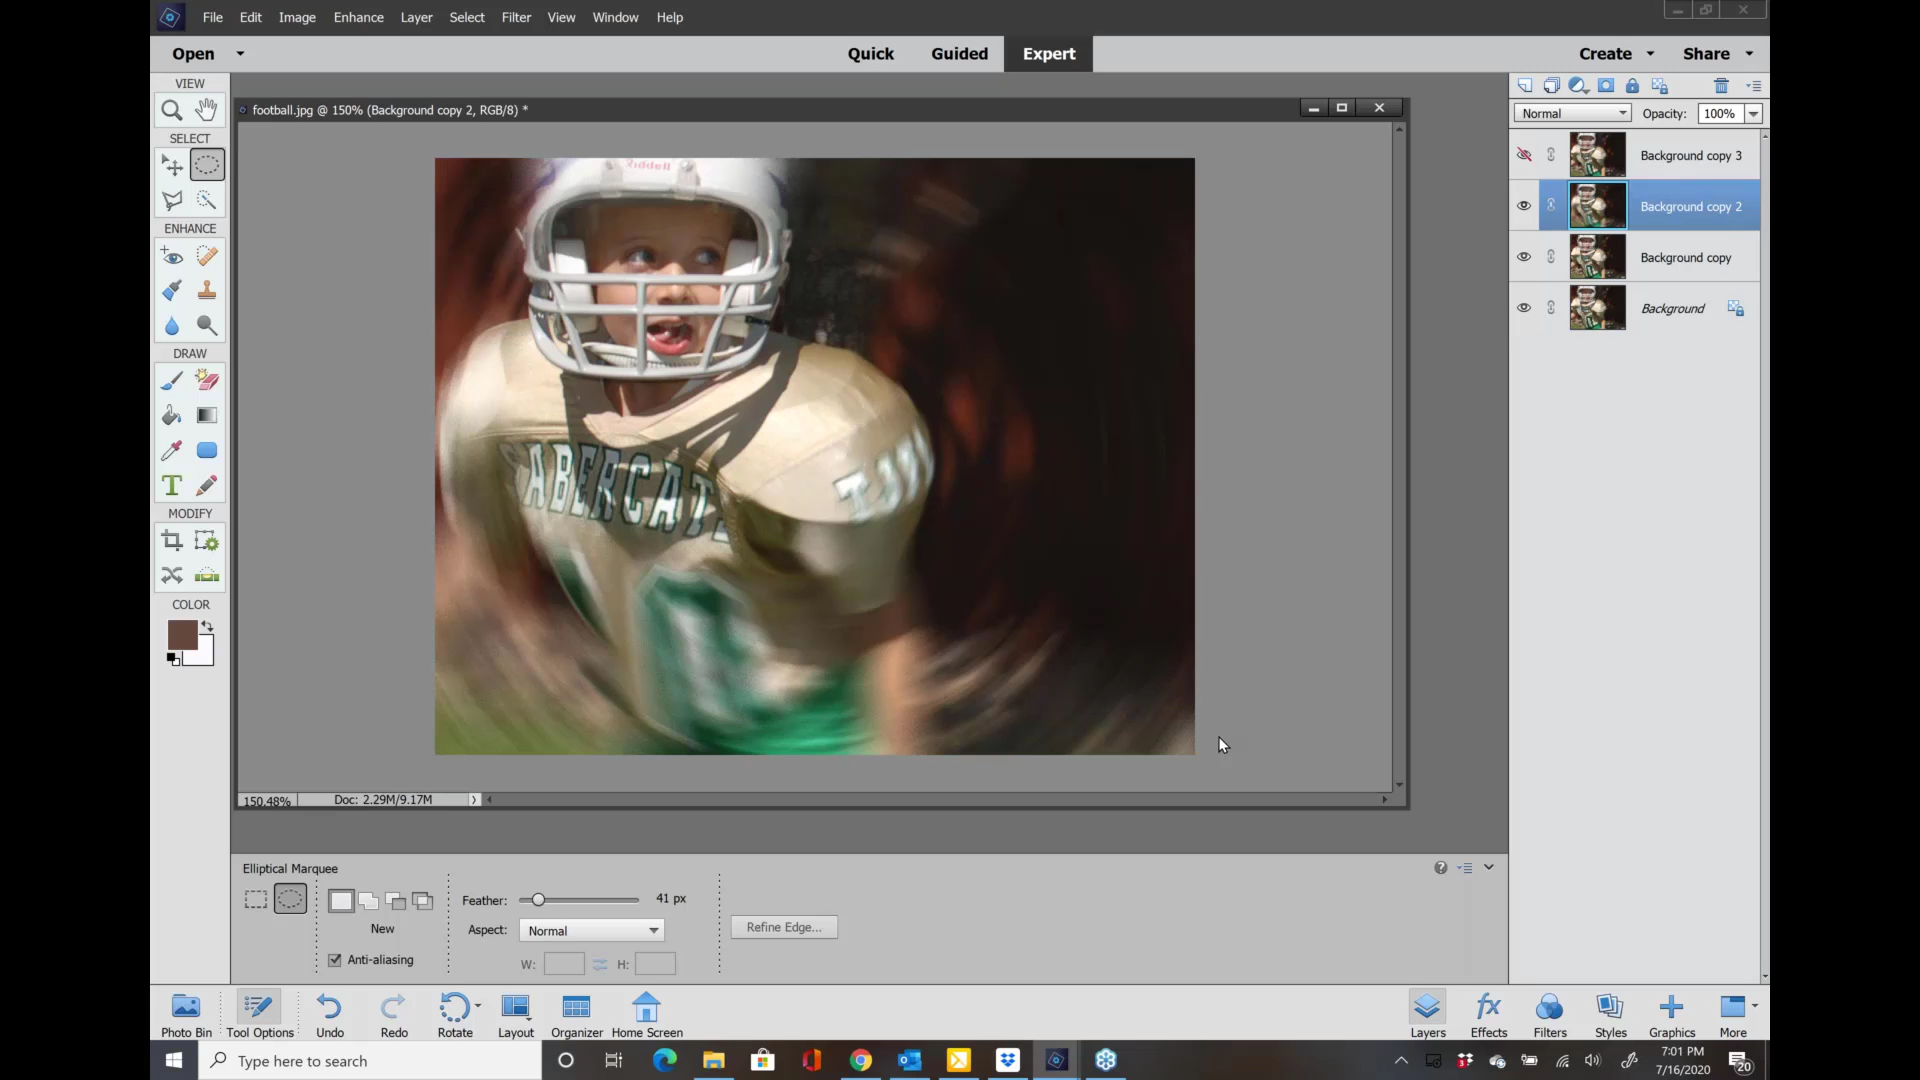 File Edit Image Enhance Layer Select Filter View Window Help
Open Quick Guided Expert Create Share
VIEW
SELECT
ENHANCE
DRAW
MODIFY
COLOR
football.jpg @ 150% (Background copy 2, RGB/8) *
Riddell
ABERCATS
150.48% Doc: 2.29M/9.17M
Normal Opacity: 100%
Background copy 3
Background copy 2
Background copy
Background
Elliptical Marquee
New
Anti-aliasing
Feather: 41 px
Aspect: Normal
W: H:
Refine Edge...
Photo Bin Tool Options Undo Redo Rotate Layout Organizer Home Screen
fx
Layers Effects Filters Styles Graphics More
Type here to search
7:01 PM
7/16/2020
20